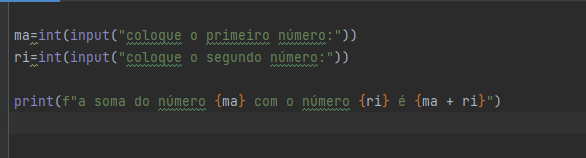 ma=int(input("coloque o primeiro número:"))
ri=int(input("coloque o segundo número:"))
print(f"a soma do número {ma} com o número {ri} é {ma + ri}")